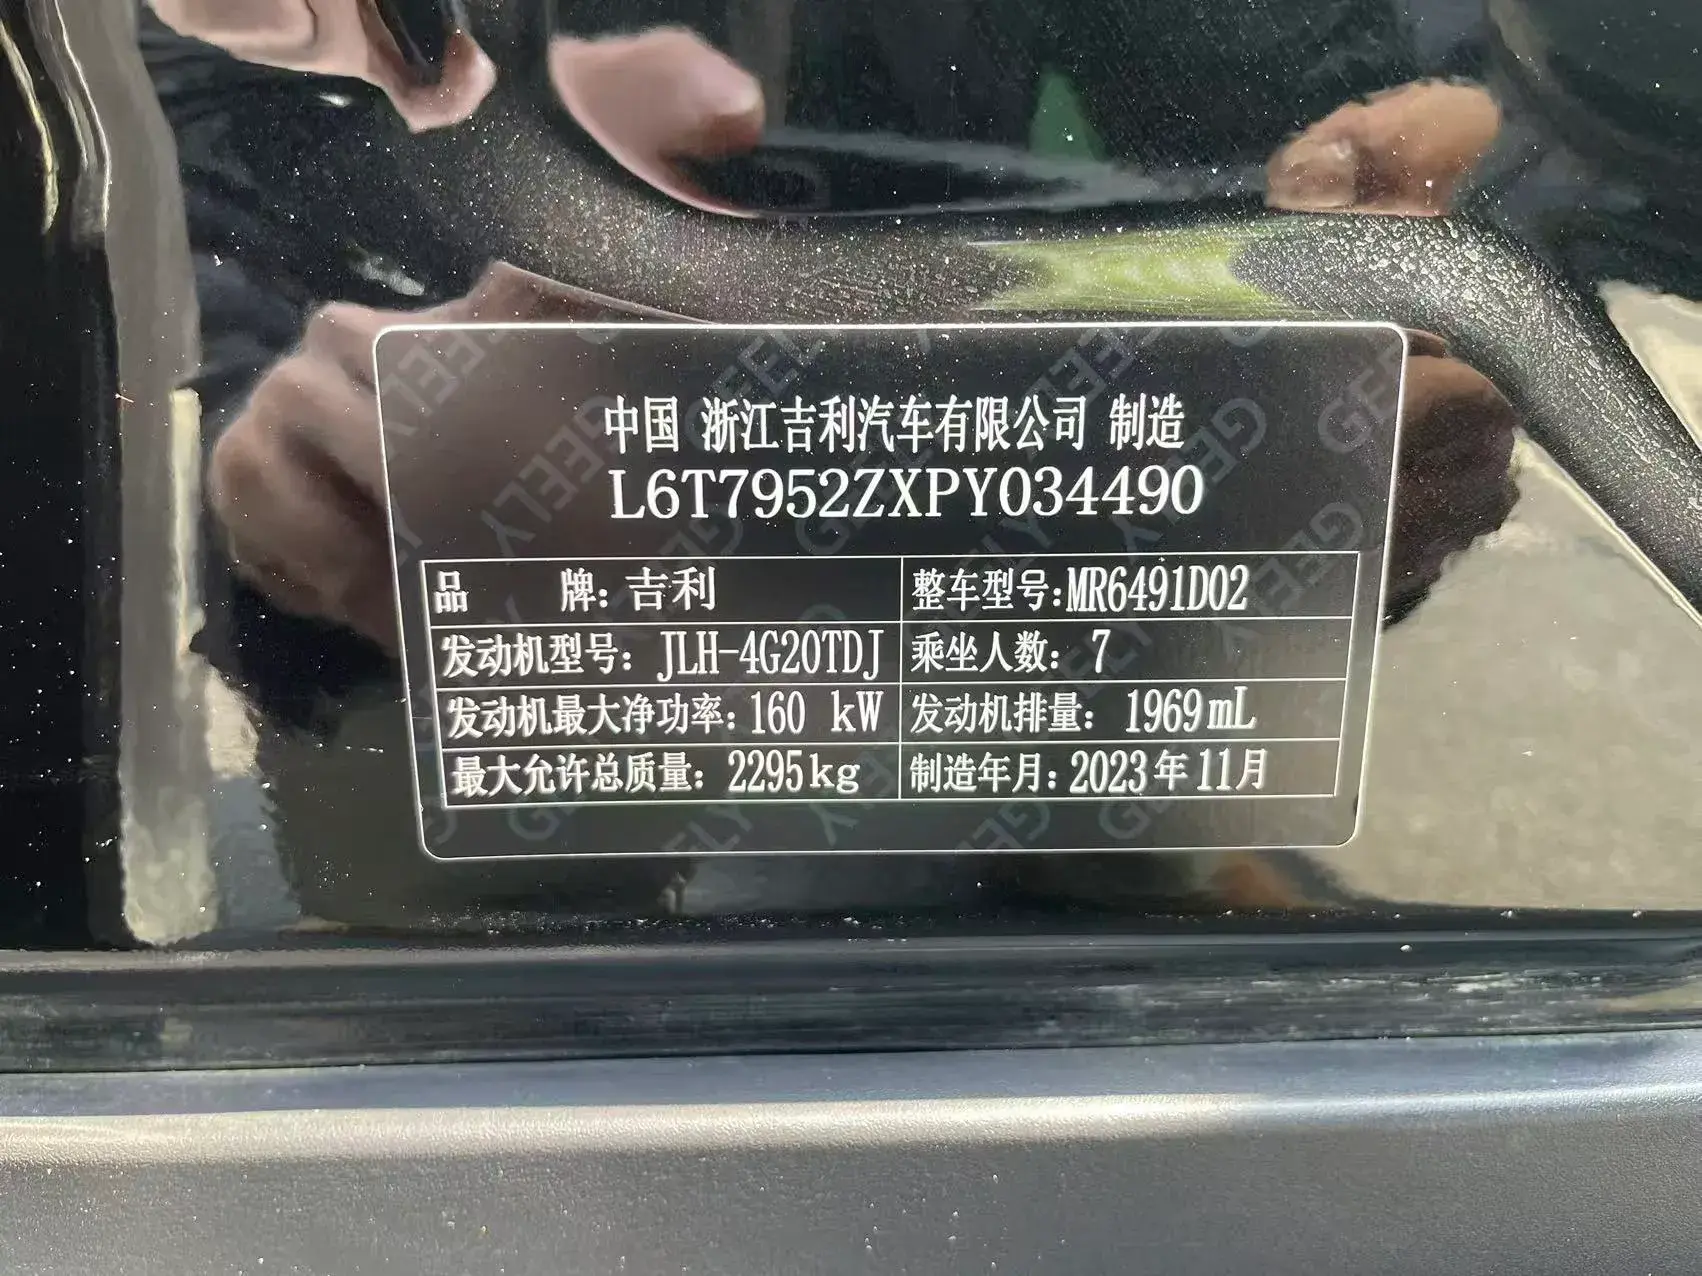 中国 浙江吉利汽车有限公司 制造
L6T7952ZXPY034490
品 牌: 吉利 整车型号:MR6491D02
发动机型号: JLH-4G20TDJ 乘坐人数: 7
发动机最大净功率: 160 kW 发动机排量: 1969mL
最大允许总质量: 2295kg 制造年月: 2023年11月